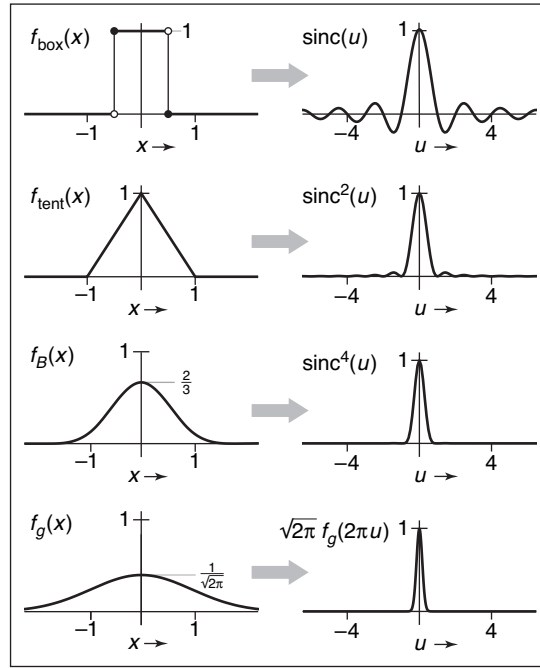 f_box(x)
1
−1
1
x →
sinc(u)
1
−4
4
u →
f_tent(x)
1
−1
1
x →
sinc²(u)
1
−4
4
u →
f_B(x)
1
2/3
−1
1
x →
sinc⁴(u)
1
−4
4
u →
f_g(x)
1
1/√2π
−1
1
x →
√2π f_g(2πu)
1
−4
4
u →